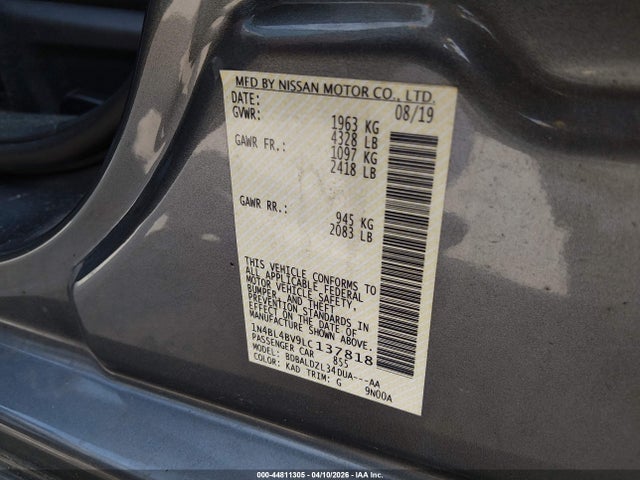 MFD BY NISSAN MOTOR CO., LTD.
DATE: 08/19
GVWR: 1963 KG
4328 LB
GAWR FR.: 1097 KG
2418 LB
GAWR RR.: 945 KG
2083 LB
THIS VEHICLE CONFORMS TO
ALL APPLICABLE FEDERAL
MOTOR VEHICLE SAFETY,
BUMPER, AND THEFT
PREVENTION STANDARDS IN
EFFECT ON THE DATE OF
MANUFACTURE SHOWN ABOVE.
1N4BL4BV9LC137818
PASSENGER CAR 855
MODEL: BDBALDZL34DUA---AA
COLOR: KAD TRIM: G 9N00A
000-44811305 | 04/10/2026 | IAA Inc.